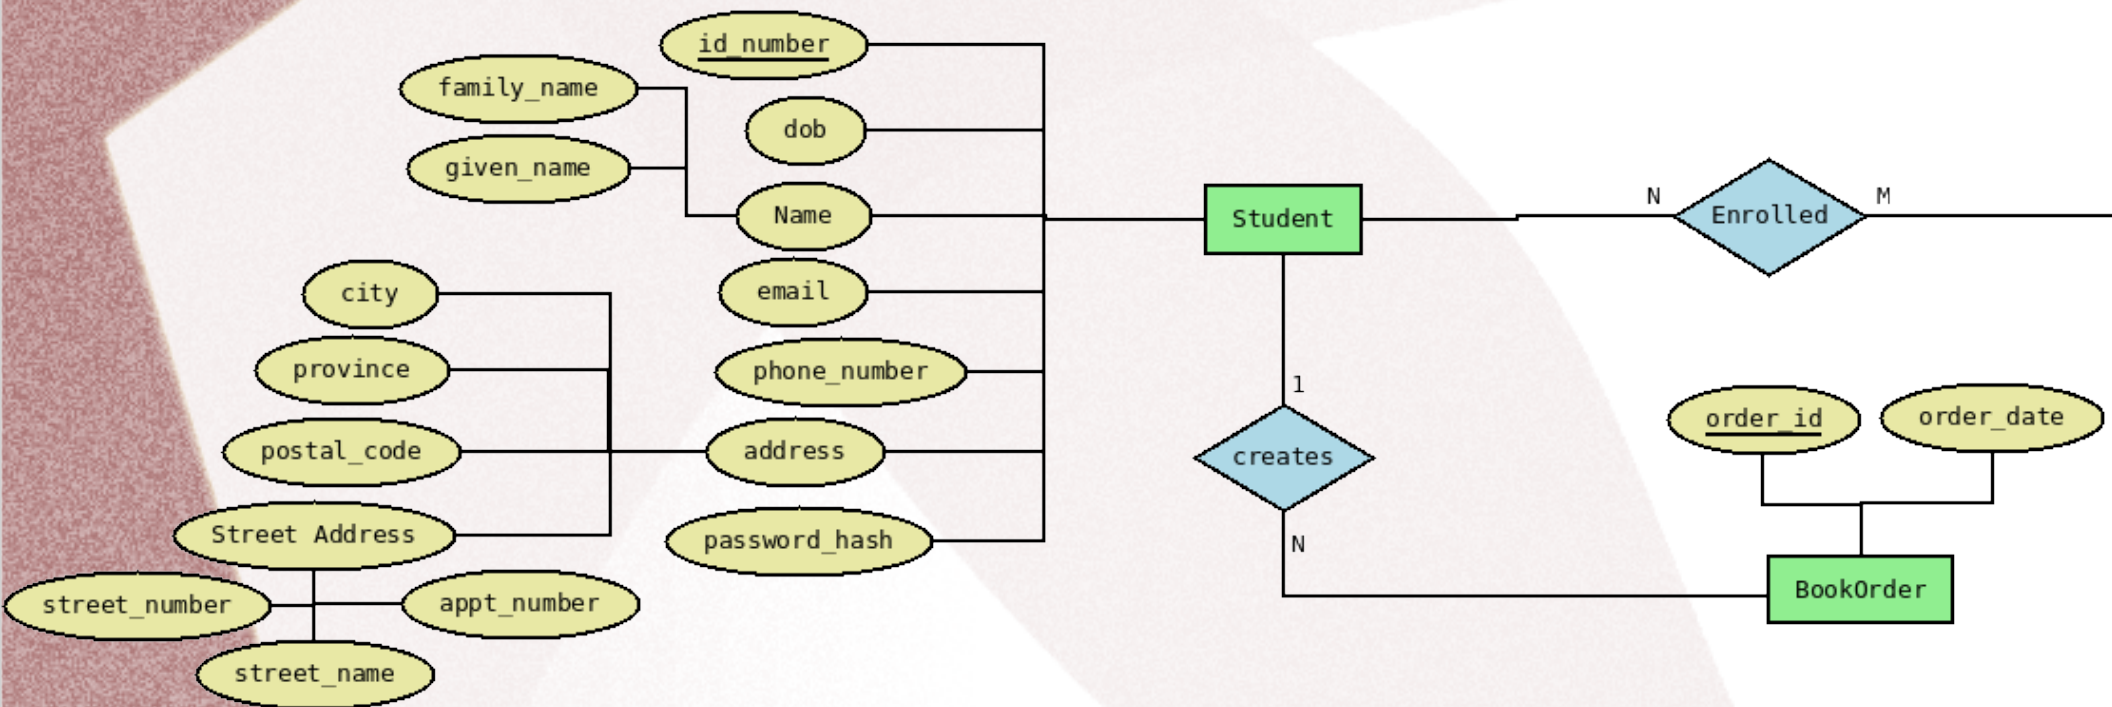 id_number
family_name
dob
given_name
Name
Student
N
Enrolled
M
city
email
province
phone_number
1
order_id
order_date
postal_code
address
creates
Street Address
password_hash
N
BookOrder
street_number
appt_number
street_name